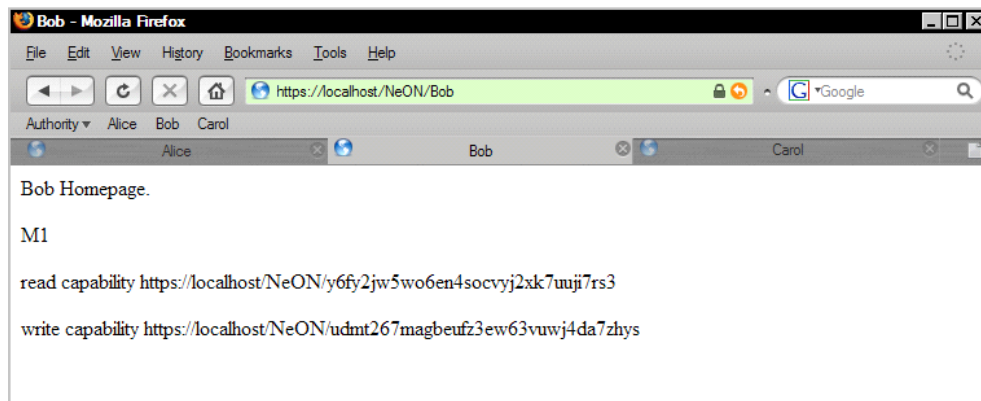 Bob - Mozilla Firefox
File Edit View History Bookmarks Tools Help
https://localhost/NeON/Bob G Google
Authority Alice Bob Carol
Alice Bob Carol
Bob Homepage.
M1
read capability https://localhost/NeON/y6fy2jw5wo6en4socvyj2xk7uuji7rs3
write capability https://localhost/NeON/udmt267magbeufz3ew63vuwj4da7zhys